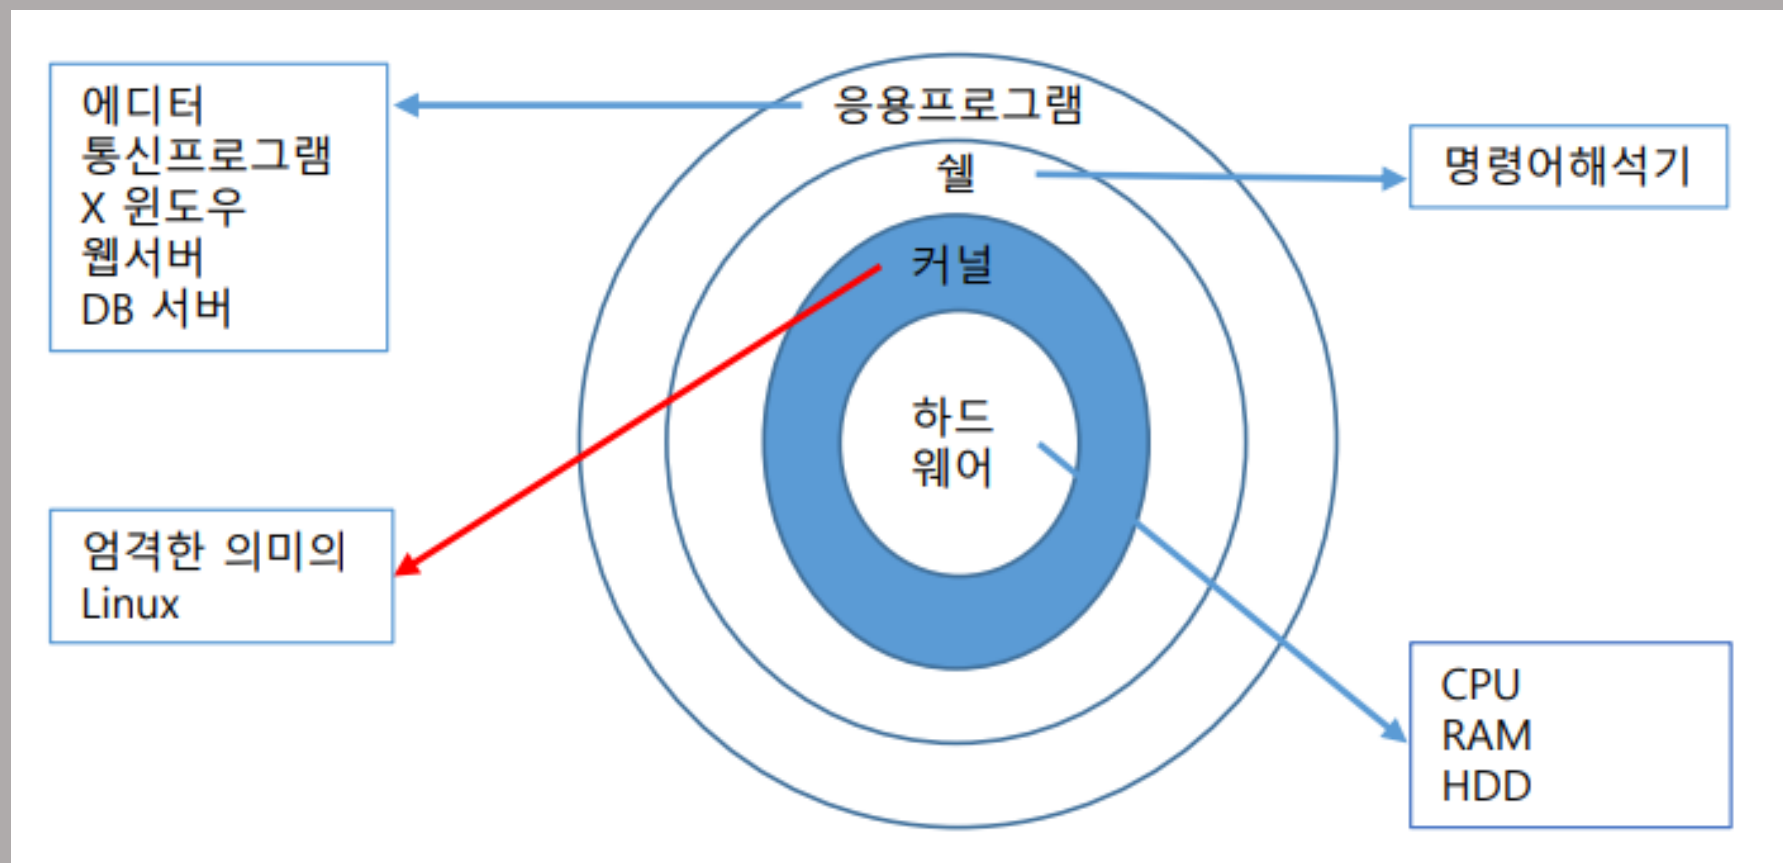 에디터
통신프로그램
X 윈도우
웹서버
DB 서버
응용프로그램
쉘
명령어해석기
커널
하드
웨어
엄격한 의미의
Linux
CPU
RAM
HDD